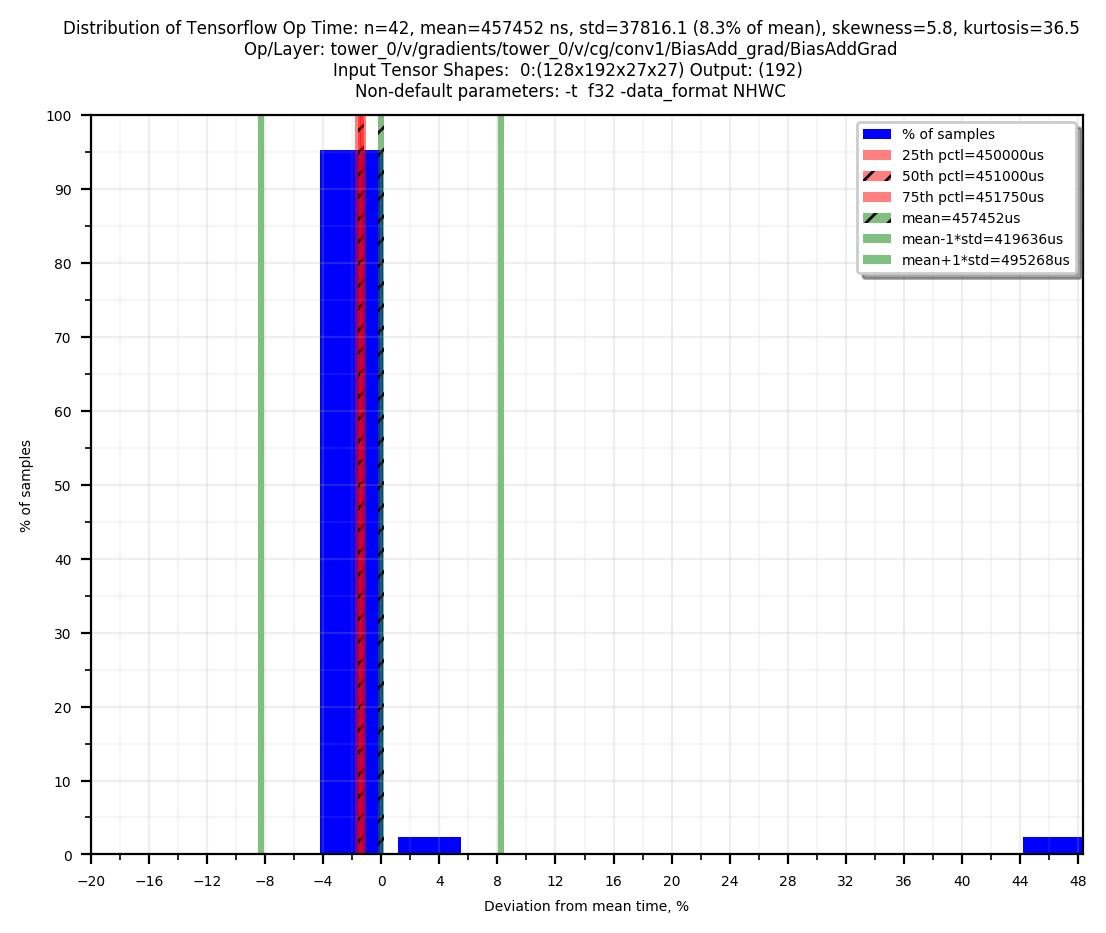 Distribution of Tensorflow Op Time: n=42, mean=457452 ns, std=37816.1 (8.3% of mean), skewness=5.8, kurtosis=36.5
Op/Layer: tower_0/v/gradients/tower_0/v/cg/conv1/BiasAdd_grad/BiasAddGrad
Input Tensor Shapes:  0:(128x192x27x27) Output: (192)
Non-default parameters: -t  f32 -data_format NHWC
% of samples
25th pctl=450000us
50th pctl=451000us
75th pctl=451750us
mean=457452us
mean-1*std=419636us
mean+1*std=495268us
100
90
80
70
60
50
40
30
20
10
0
% of samples
−20 −16 −12 −8 −4 0 4 8 12 16 20 24 28 32 36 40 44 48
Deviation from mean time, %